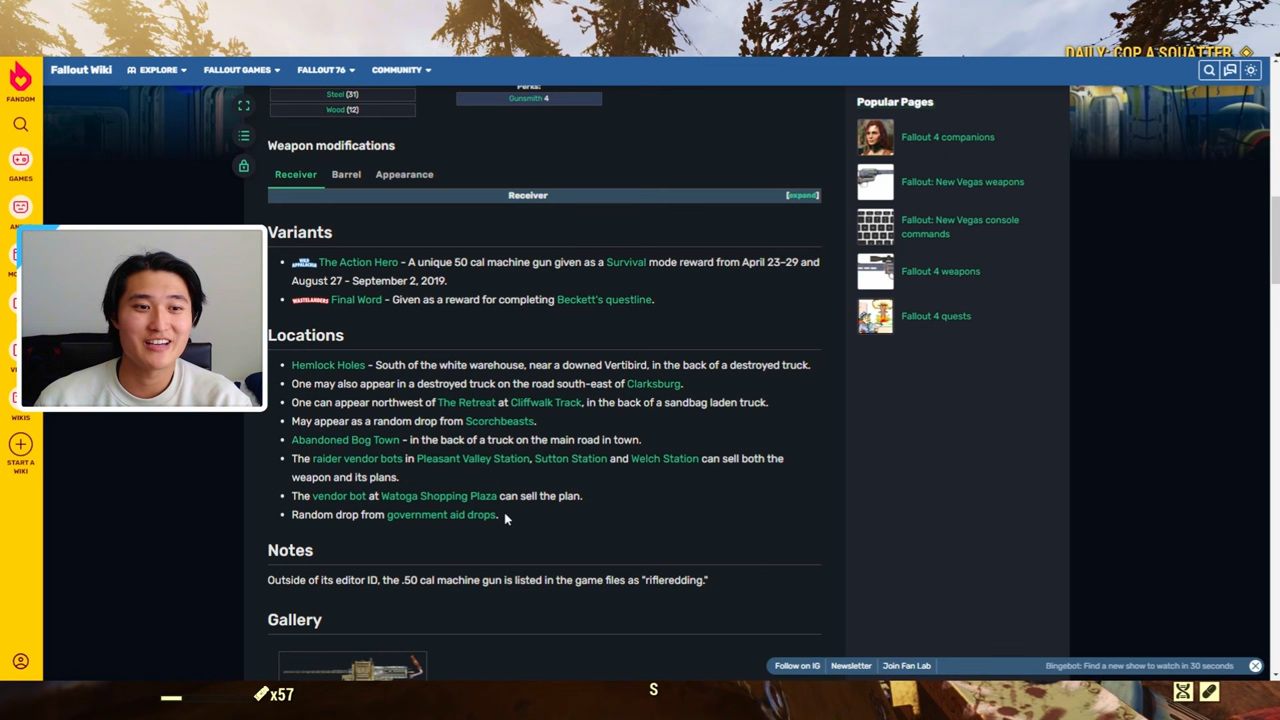 DAILY: COP A SQUATTER
FANDOM
Fallout Wiki
EXPLORE
FALLOUT GAMES
FALLOUT 76
COMMUNITY
GAMES
WIKIS
START A
WIKI
Steel (31)
Wood (12)
Perks:
Gunsmith 4
Weapon modifications
Receiver Barrel Appearance
Receiver [expand]
Variants
WILD APPALACHIA The Action Hero - A unique 50 cal machine gun given as a Survival mode reward from April 23–29 and
August 27 - September 2, 2019.
WASTELANDERS Final Word - Given as a reward for completing Beckett's questline.
Locations
Hemlock Holes - South of the white warehouse, near a downed Vertibird, in the back of a destroyed truck.
One may also appear in a destroyed truck on the road south-east of Clarksburg.
One can appear northwest of The Retreat at Cliffwalk Track, in the back of a sandbag laden truck.
May appear as a random drop from Scorchbeasts.
Abandoned Bog Town - in the back of a truck on the main road in town.
The raider vendor bots in Pleasant Valley Station, Sutton Station and Welch Station can sell both the
weapon and its plans.
The vendor bot at Watoga Shopping Plaza can sell the plan.
Random drop from government aid drops.
Notes
Outside of its editor ID, the .50 cal machine gun is listed in the game files as "rifleredding."
Gallery
Popular Pages
Fallout 4 companions
Fallout: New Vegas weapons
Fallout: New Vegas console
commands
Fallout 4 weapons
Fallout 4 quests
Follow on IG
Newsletter
Join Fan Lab
Bingebot: Find a new show to watch in 30 seconds
x57
S